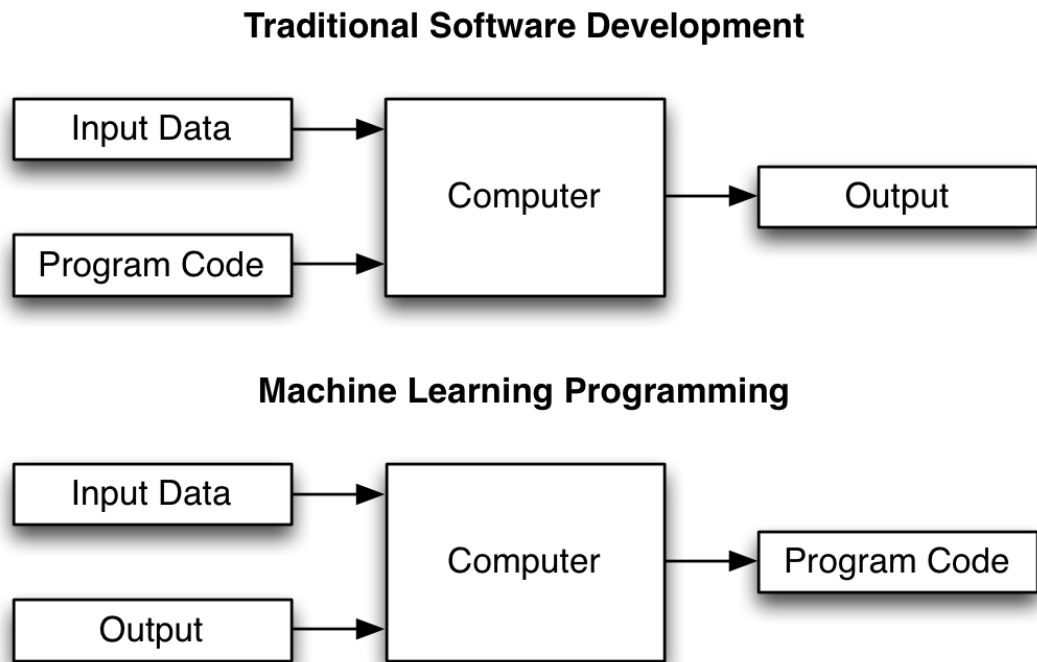 Traditional Software Development
Input Data
Computer
Output
Program Code
Machine Learning Programming
Input Data
Computer
Program Code
Output